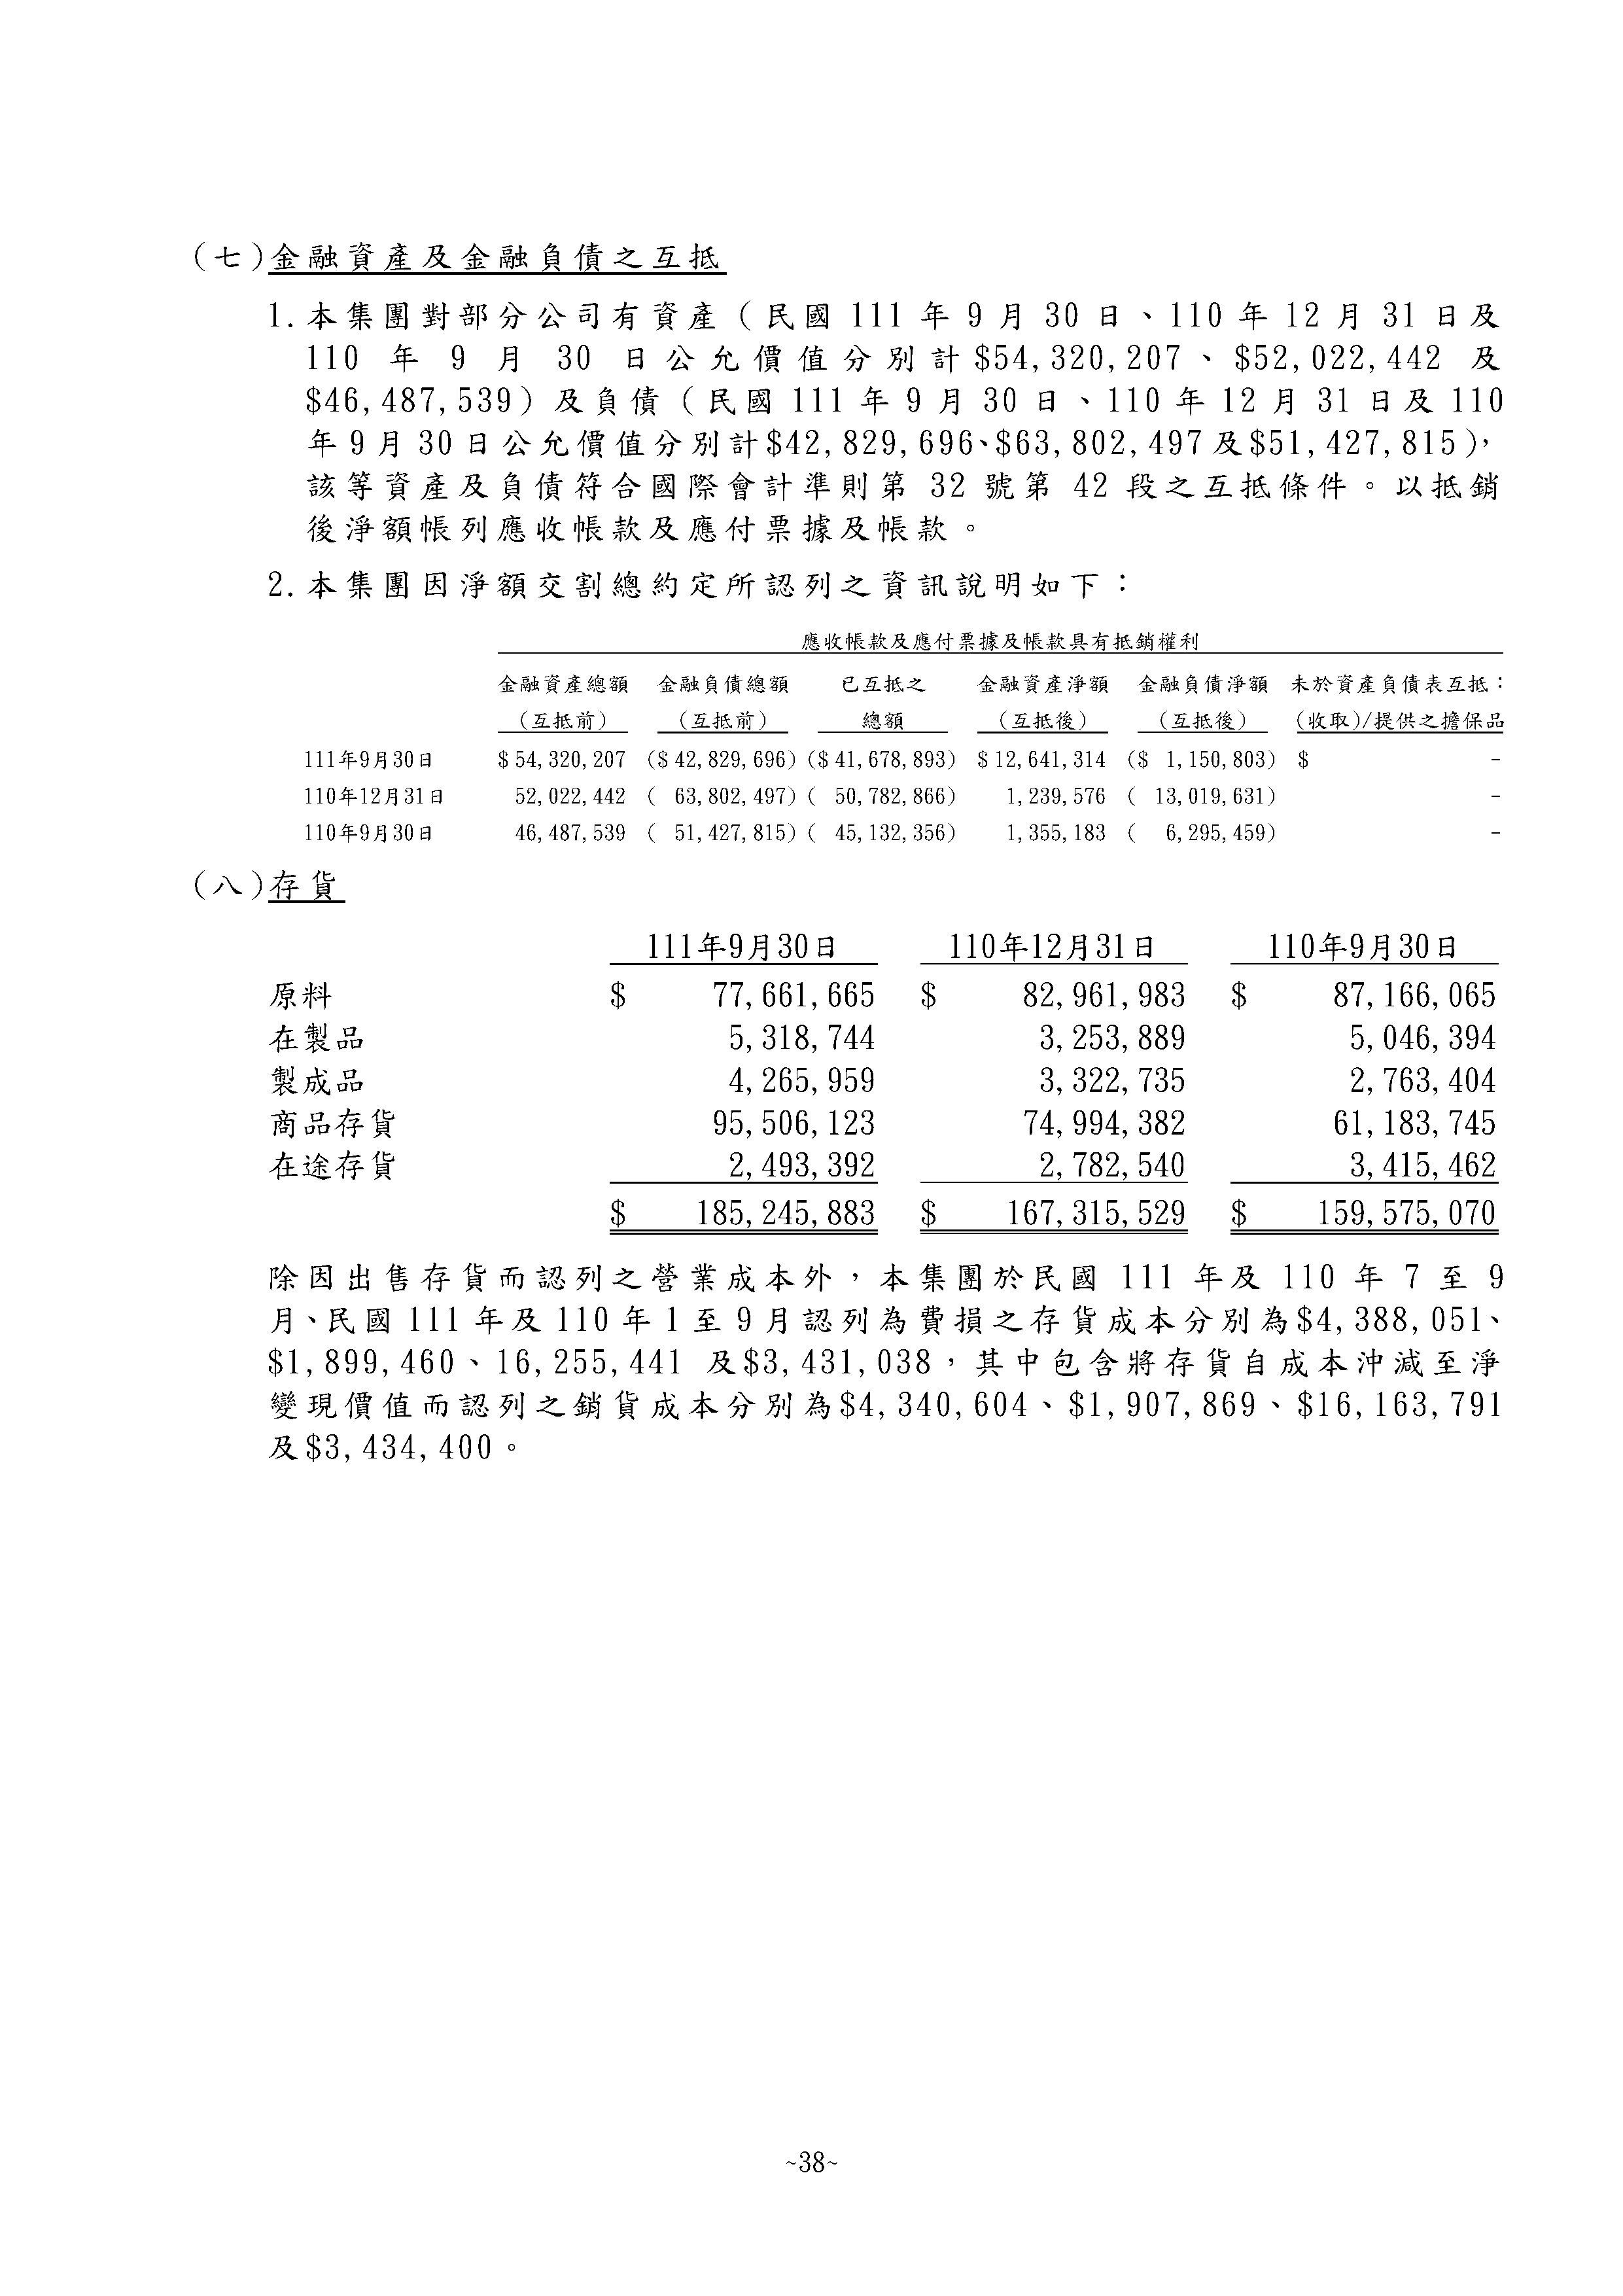 (七)金融資產及金融負債之互抵
1.本集團對部分公司有資產（民國 111 年 9 月 30 日、110 年 12 月 31 日及
110 年 9 月 30 日公允價值分別計$54,320,207、$52,022,442 及
$46,487,539）及負債（民國 111 年 9 月 30 日、110 年 12 月 31 日及 110
年 9 月 30 日公允價值分別計$42,829,696、$63,802,497 及$51,427,815），
該等資產及負債符合國際會計準則第 32 號第 42 段之互抵條件。以抵銷
後淨額帳列應收帳款及應付票據及帳款。
2.本集團因淨額交割總約定所認列之資訊說明如下：
應收帳款及應付票據及帳款具有抵銷權利
金融資產總額 金融負債總額 已互抵之 金融資產淨額 金融負債淨額 未於資產負債表互抵：
（互抵前） （互抵前） 總額 （互抵後） （互抵後） (收取)/提供之擔保品
111年9月30日 $ 54,320,207 ($ 42,829,696) ($ 41,678,893) $ 12,641,314 ($ 1,150,803) $ -
110年12月31日 52,022,442 ( 63,802,497) ( 50,782,866) 1,239,576 ( 13,019,631) -
110年9月30日 46,487,539 ( 51,427,815) ( 45,132,356) 1,355,183 ( 6,295,459) -
(八)存貨
111年9月30日 110年12月31日 110年9月30日
原料 $ 77,661,665 $ 82,961,983 $ 87,166,065
在製品 5,318,744 3,253,889 5,046,394
製成品 4,265,959 3,322,735 2,763,404
商品存貨 95,506,123 74,994,382 61,183,745
在途存貨 2,493,392 2,782,540 3,415,462
$ 185,245,883 $ 167,315,529 $ 159,575,070
除因出售存貨而認列之營業成本外，本集團於民國 111 年及 110 年 7 至 9
月、民國 111 年及 110 年 1 至 9 月認列為費損之存貨成本分別為$4,388,051、
$1,899,460、16,255,441 及$3,431,038，其中包含將存貨自成本沖減至淨
變現價值而認列之銷貨成本分別為$4,340,604、$1,907,869、$16,163,791
及$3,434,400。
~38~